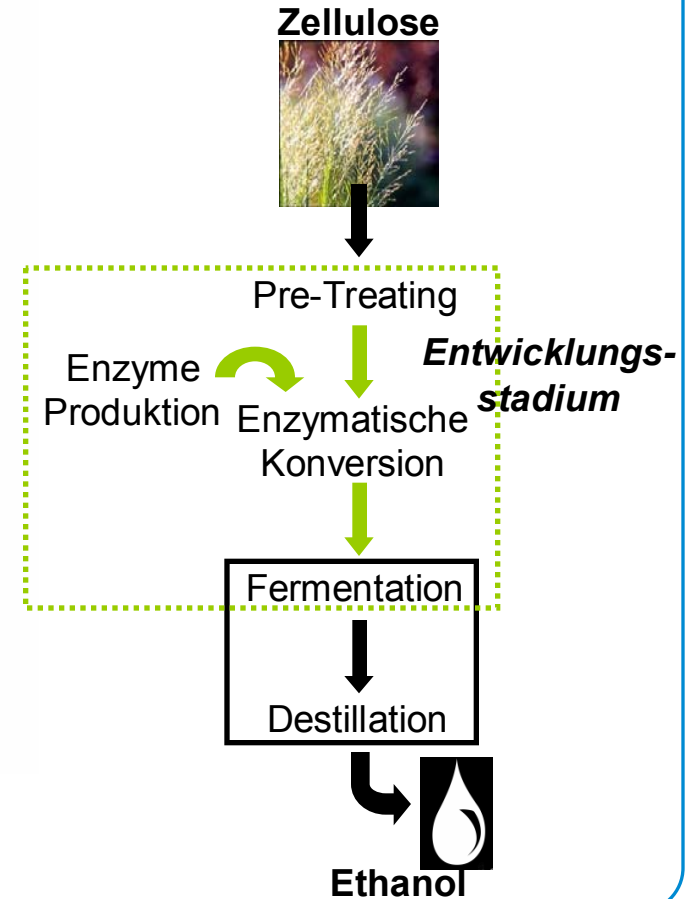 Zellulose
Pre-Treating
Entwicklungs-
stadium
Enzyme
Produktion
Enzymatische
Konversion
Fermentation
Destillation
Ethanol